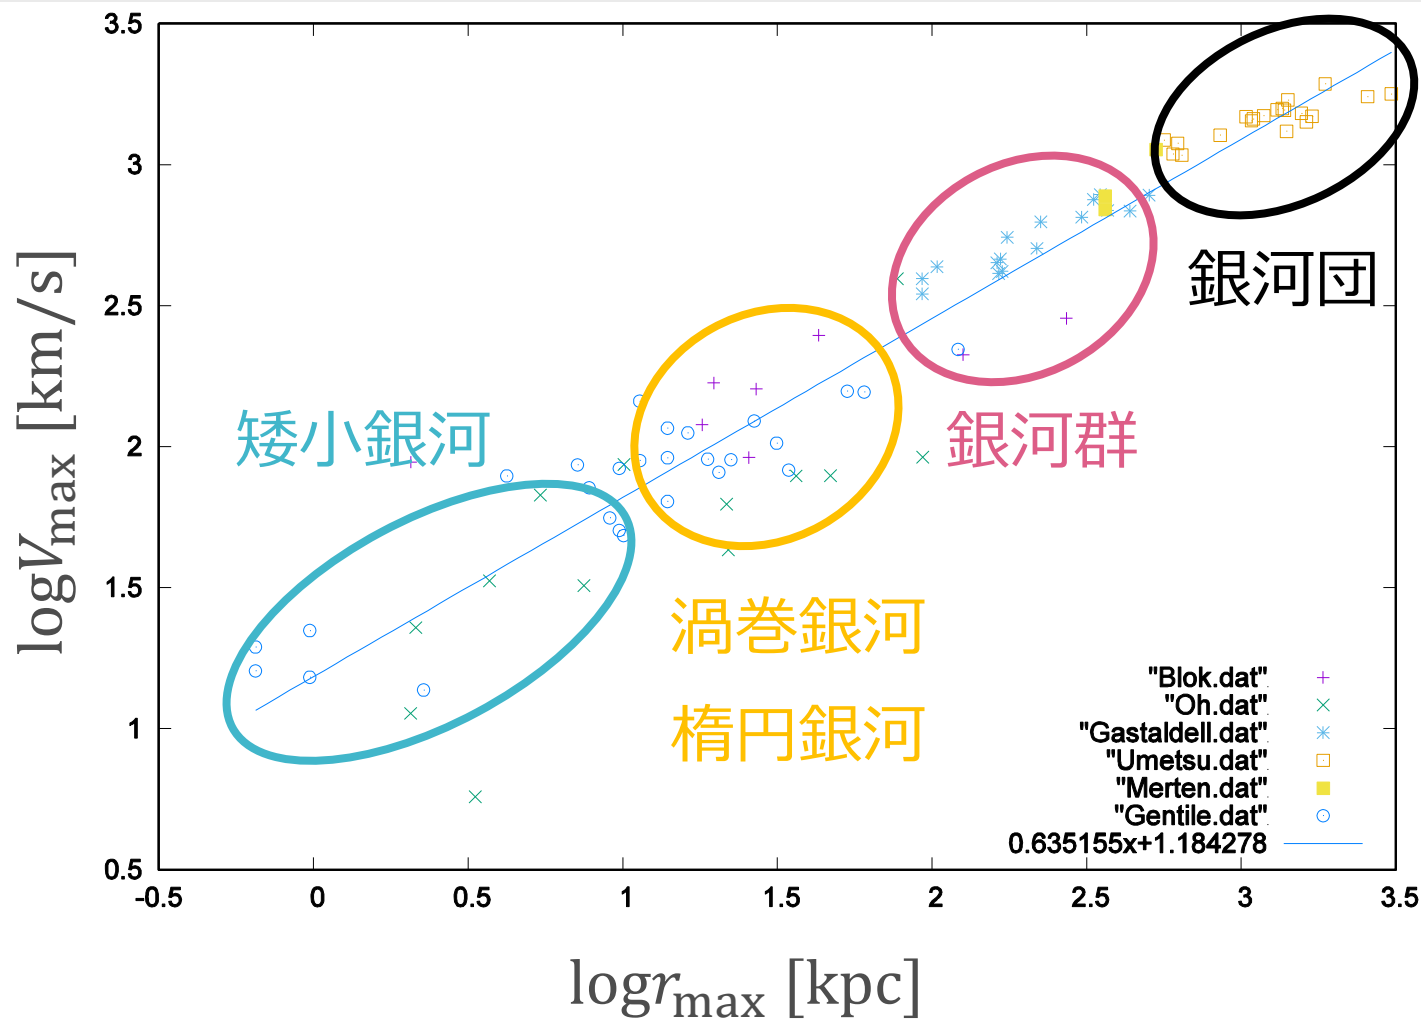 3.5
3
2.5
2
1.5
1
0.5
logVmax [km/s]
銀河団
矮小銀河
銀河群
渦巻銀河
楕円銀河
"Blok.dat"
"Oh.dat"
"Gastaldell.dat"
"Umetsu.dat"
"Merten.dat"
"Gentile.dat"
0.635155x+1.184278
-0.5 0 0.5 1 1.5 2 2.5 3 3.5
logrmax [kpc]